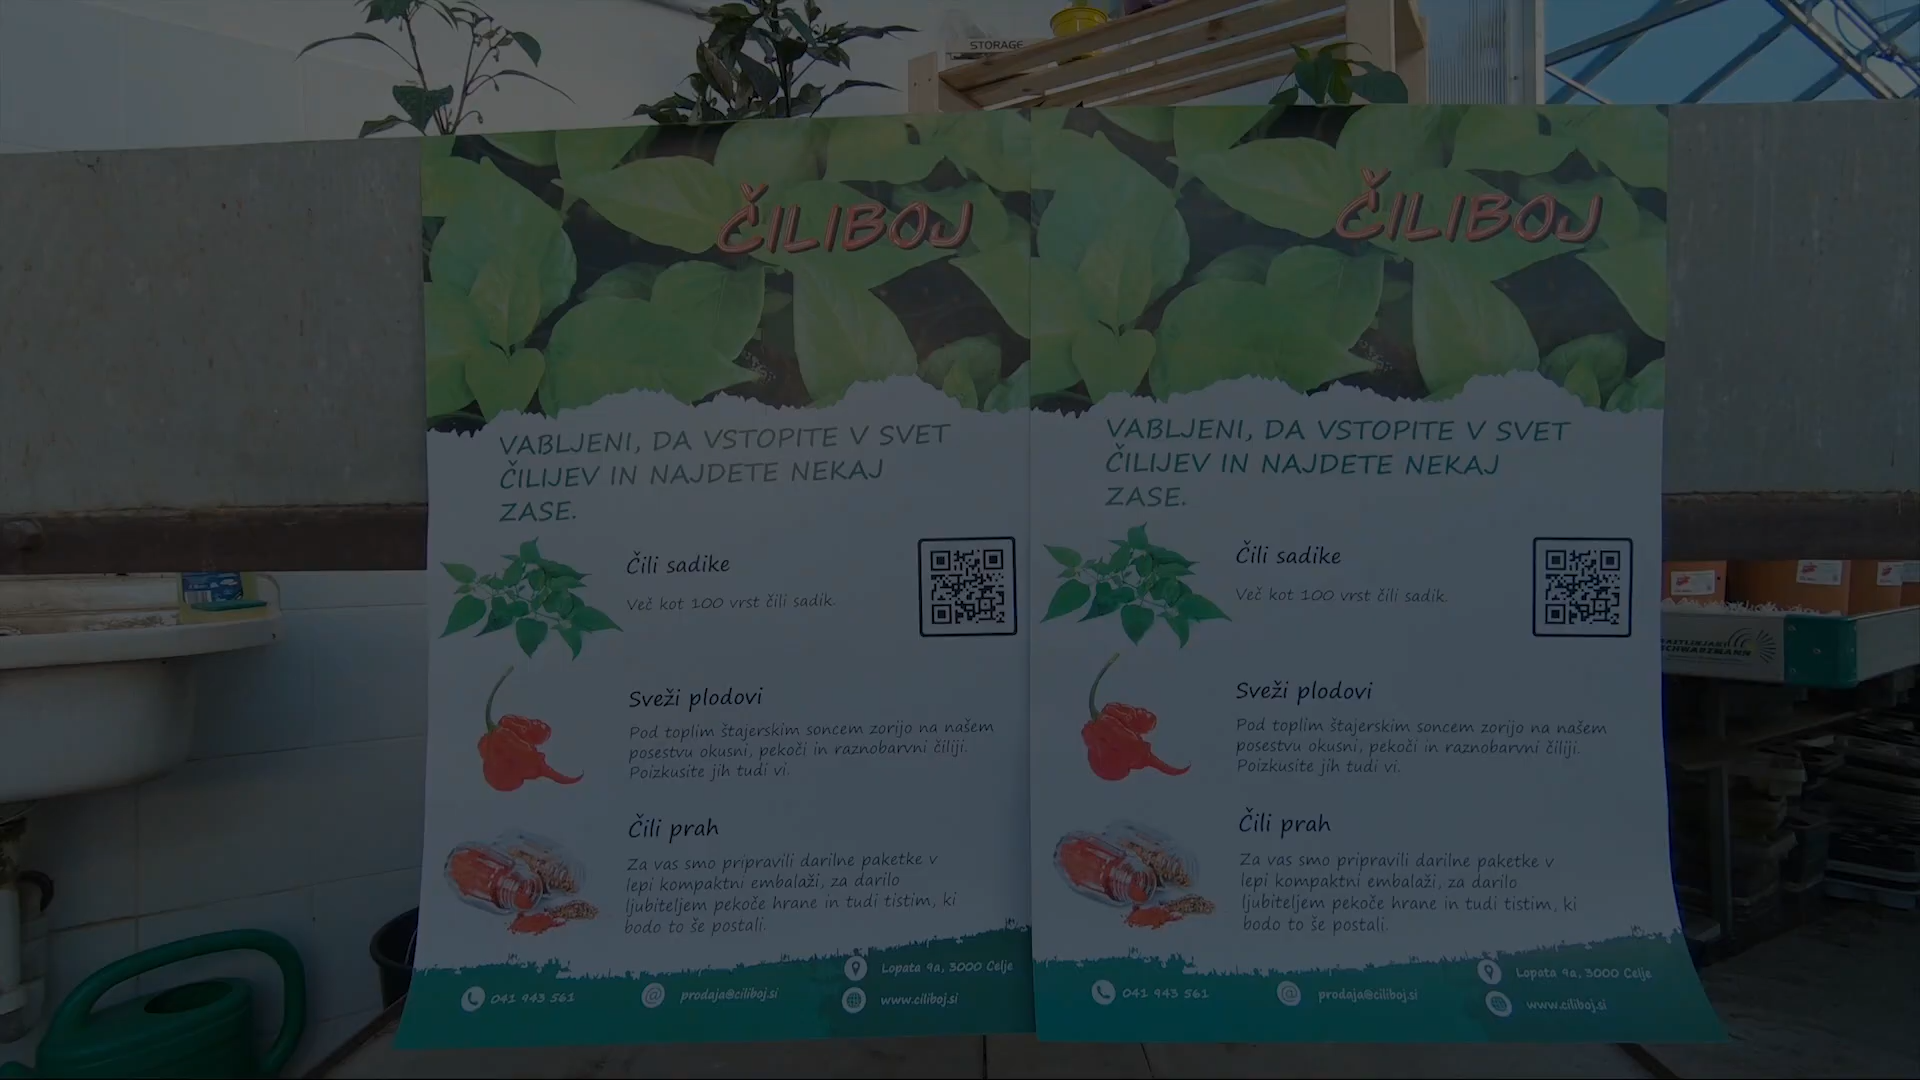 STORAGE
ČILIBOJ
VABLJENI, DA VSTOPITE V SVET
ČILIJEV IN NAJDETE NEKAJ
ZASE.
Čili sadike
Več kot 100 vrst čili sadik.
Sveži plodovi
Pod toplim štajerskim soncem zorijo na našem
posestvu okusni, pekoči in raznobarvni čiliji.
Poizkusite jih tudi vi.
Čili prah
Za vas smo pripravili darilne paketke v
lepi kompaktni embalaži, za darilo
ljubiteljem pekoče hrane in tudi tistim, ki
bodo to še postali.
Lopata 9a, 3000 Celje
041 943 561
prodaja@ciliboj.si
www.ciliboj.si
ČILIBOJ
VABLJENI, DA VSTOPITE V SVET
ČILIJEV IN NAJDETE NEKAJ
ZASE.
Čili sadike
Več kot 100 vrst čili sadik.
Sveži plodovi
Pod toplim štajerskim soncem zorijo na našem
posestvu okusni, pekoči in raznobarvni čiliji.
Poizkusite jih tudi vi.
Čili prah
Za vas smo pripravili darilne paketke v
lepi kompaktni embalaži, za darilo
ljubiteljem pekoče hrane in tudi tistim, ki
bodo to še postali.
Lopata 9a, 3000 Celje
041 943 561
prodaja@ciliboj.si
www.ciliboj.si
SCHWARZMANN